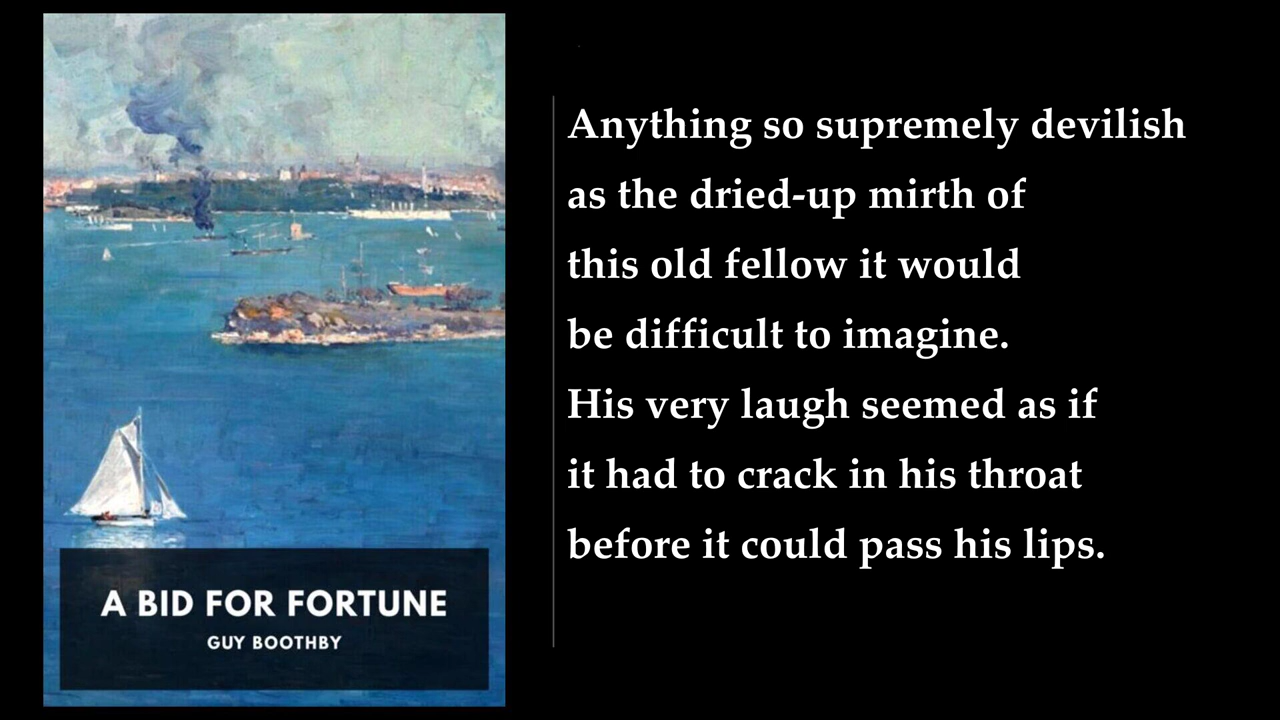 Anything so supremely devilish
as the dried-up mirth of
this old fellow it would
be difficult to imagine.
His very laugh seemed as if
it had to crack in his throat
before it could pass his lips.
A BID FOR FORTUNE
GUY BOOTHBY